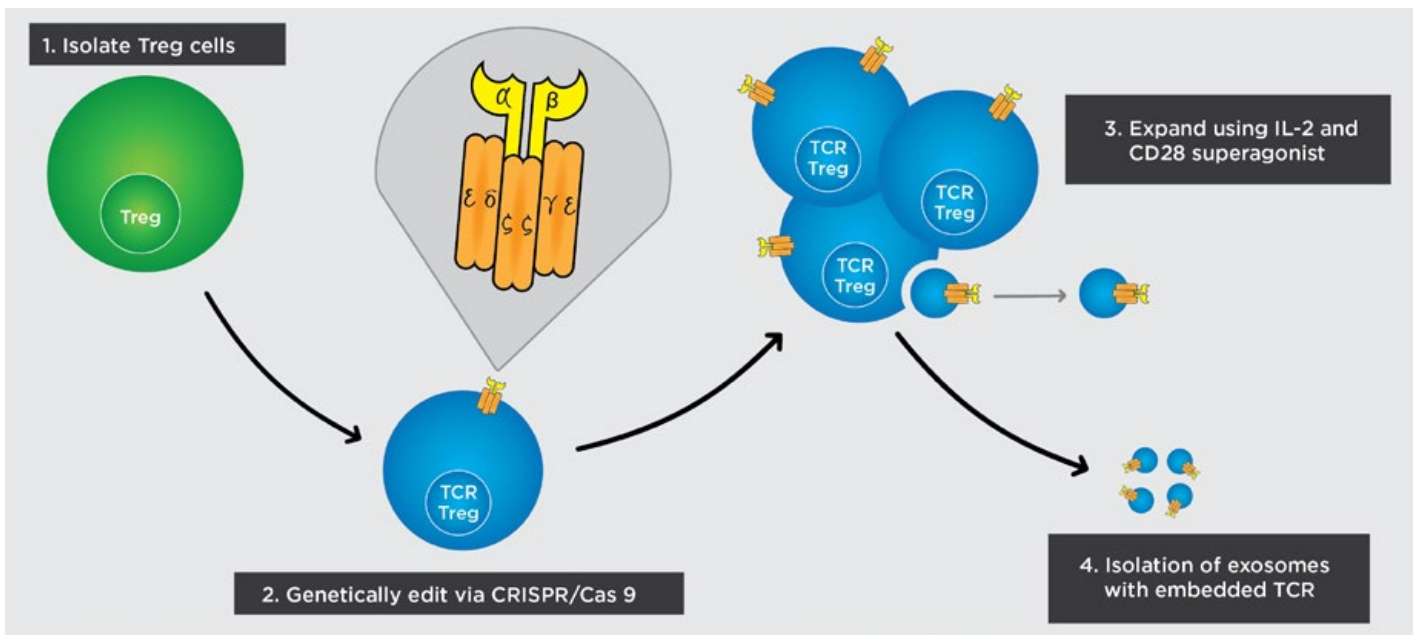 1. Isolate Treg cells
Treg
α β
ε δ ζ ζ γ ε
TCR
Treg
2. Genetically edit via CRISPR/Cas 9
TCR
Treg
TCR
Treg
TCR
Treg
3. Expand using IL-2 and
CD28 superagonist
4. Isolation of exosomes
with embedded TCR